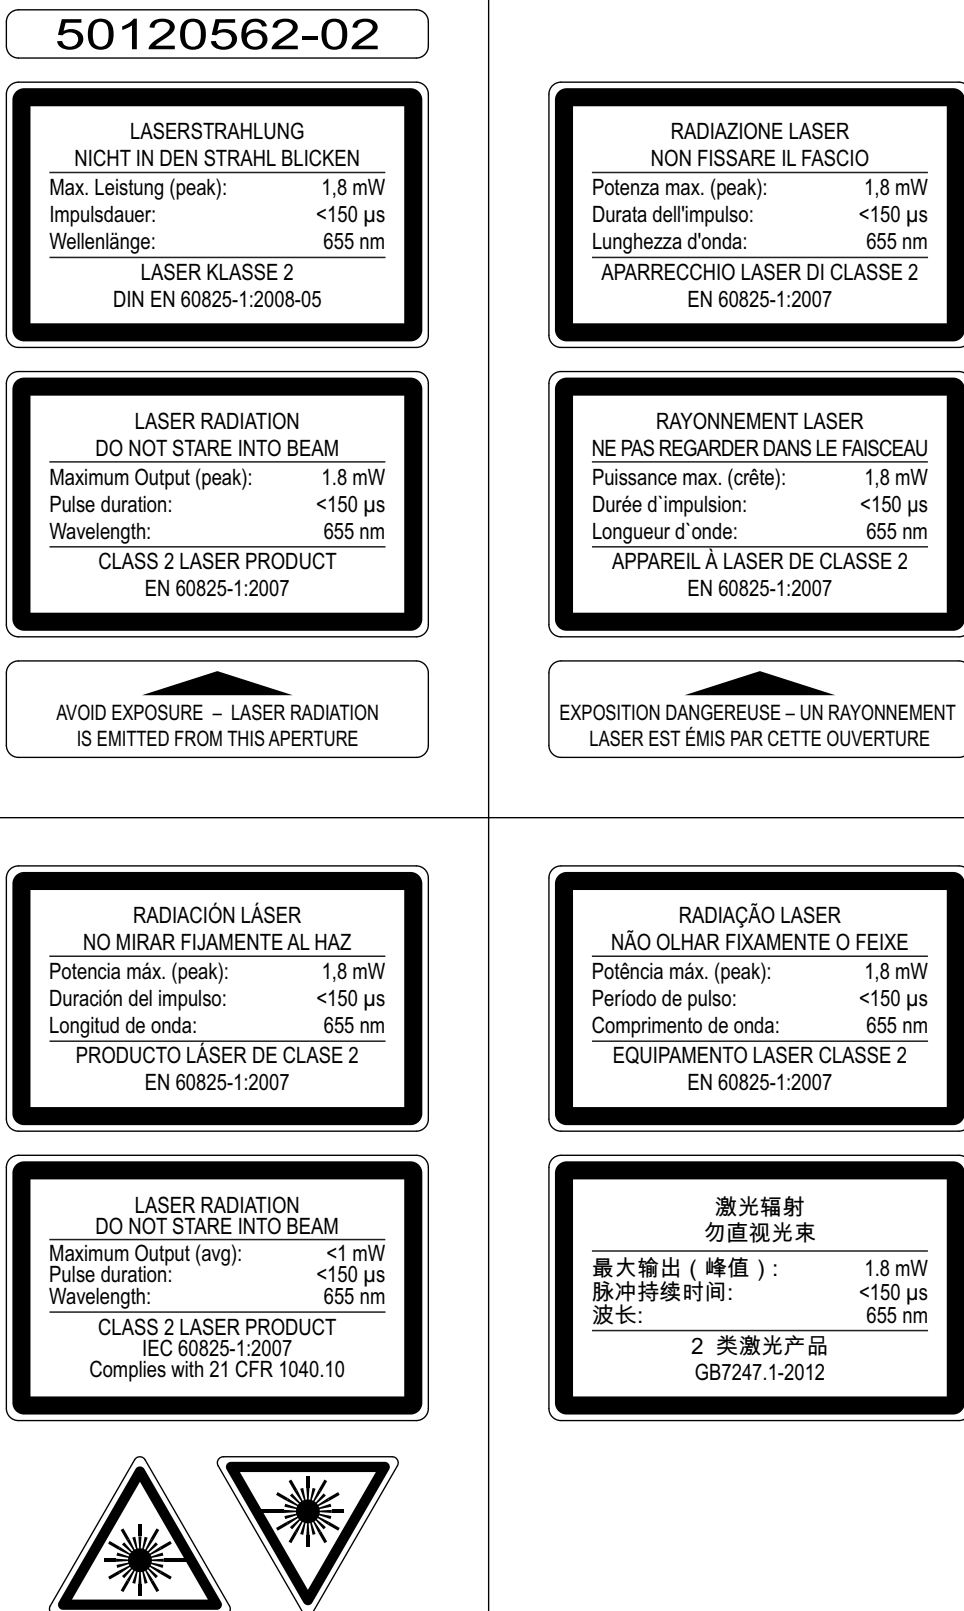 50120562-02
LASERSTRAHLUNG
NICHT IN DEN STRAHL BLICKEN
Max. Leistung (peak): 1,8 mW
Impulsdauer: <150 µs
Wellenlänge: 655 nm
LASER KLASSE 2
DIN EN 60825-1:2008-05
LASER RADIATION
DO NOT STARE INTO BEAM
Maximum Output (peak): 1.8 mW
Pulse duration: <150 µs
Wavelength: 655 nm
CLASS 2 LASER PRODUCT
EN 60825-1:2007
AVOID EXPOSURE – LASER RADIATION
IS EMITTED FROM THIS APERTURE
RADIAZIONE LASER
NON FISSARE IL FASCIO
Potenza max. (peak): 1,8 mW
Durata dell'impulso: <150 µs
Lunghezza d'onda: 655 nm
APARRECCHIO LASER DI CLASSE 2
EN 60825-1:2007
RAYONNEMENT LASER
NE PAS REGARDER DANS LE FAISCEAU
Puissance max. (crête): 1,8 mW
Durée d`impulsion: <150 µs
Longueur d`onde: 655 nm
APPAREIL À LASER DE CLASSE 2
EN 60825-1:2007
EXPOSITION DANGEREUSE – UN RAYONNEMENT
LASER EST ÉMIS PAR CETTE OUVERTURE
RADIACIÓN LÁSER
NO MIRAR FIJAMENTE AL HAZ
Potencia máx. (peak): 1,8 mW
Duración del impulso: <150 µs
Longitud de onda: 655 nm
PRODUCTO LÁSER DE CLASE 2
EN 60825-1:2007
LASER RADIATION
DO NOT STARE INTO BEAM
Maximum Output (avg): <1 mW
Pulse duration: <150 µs
Wavelength: 655 nm
CLASS 2 LASER PRODUCT
IEC 60825-1:2007
Complies with 21 CFR 1040.10
RADIAÇÃO LASER
NÃO OLHAR FIXAMENTE O FEIXE
Potência máx. (peak): 1,8 mW
Período de pulso: <150 µs
Comprimento de onda: 655 nm
EQUIPAMENTO LASER CLASSE 2
EN 60825-1:2007
激光辐射
勿直视光束
最大输出（峰值）: 1.8 mW
脉冲持续时间: <150 µs
波长: 655 nm
2 类激光产品
GB7247.1-2012